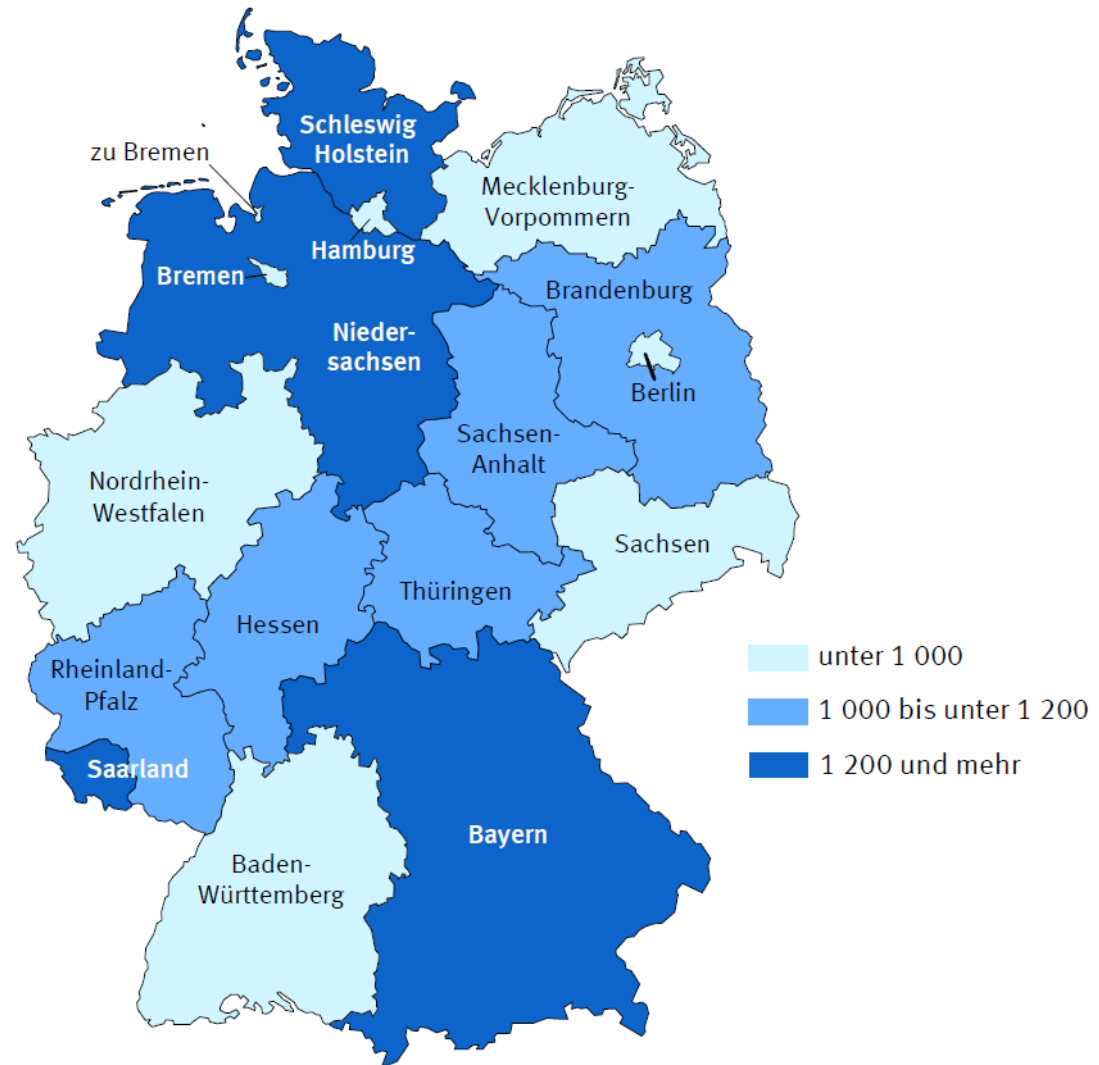 Schleswig
Holstein
zu Bremen
Mecklenburg-
Vorpommern
Hamburg
Bremen
Brandenburg
Nieder-
sachsen
Berlin
Sachsen-
Anhalt
Nordrhein-
Westfalen
Sachsen
Thüringen
Hessen
Rheinland-
Pfalz
Saarland
Bayern
Baden-
Württemberg
unter 1 000
1 000 bis unter 1 200
1 200 und mehr